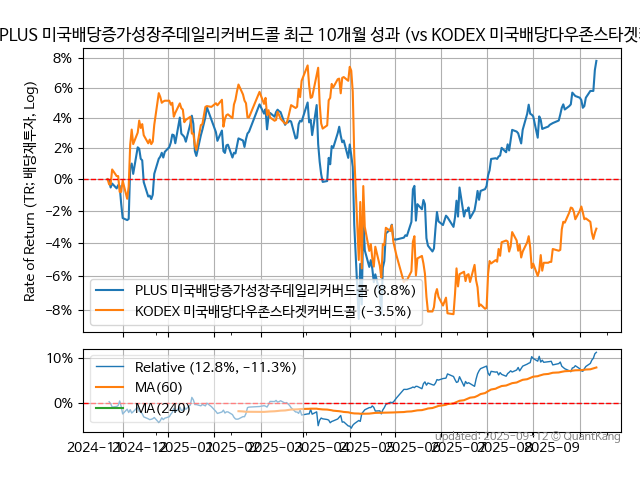 PLUS 미국배당증가성장주데일리커버드콜 최근 10개월 성과 (vs KODEX 미국배당다우존스타겟
Rate of Return (TR: 배당재투자, Log)
8%
6%
4%
2%
0%
−2%
−4%
−6%
−8%
PLUS 미국배당증가성장주데일리커버드콜 (8.8%)
KODEX 미국배당다우존스타겟커버드콜 (−3.5%)
10%
0%
Relative (12.8%, −11.3%)
MA(60)
MA(240)
2024-11 2024-12 2025-01 2025-02 2025-03 2025-04 2025-05 2025-06 2025-07 2025-08 2025-09
updated: 2025-09-12 © QuantKang